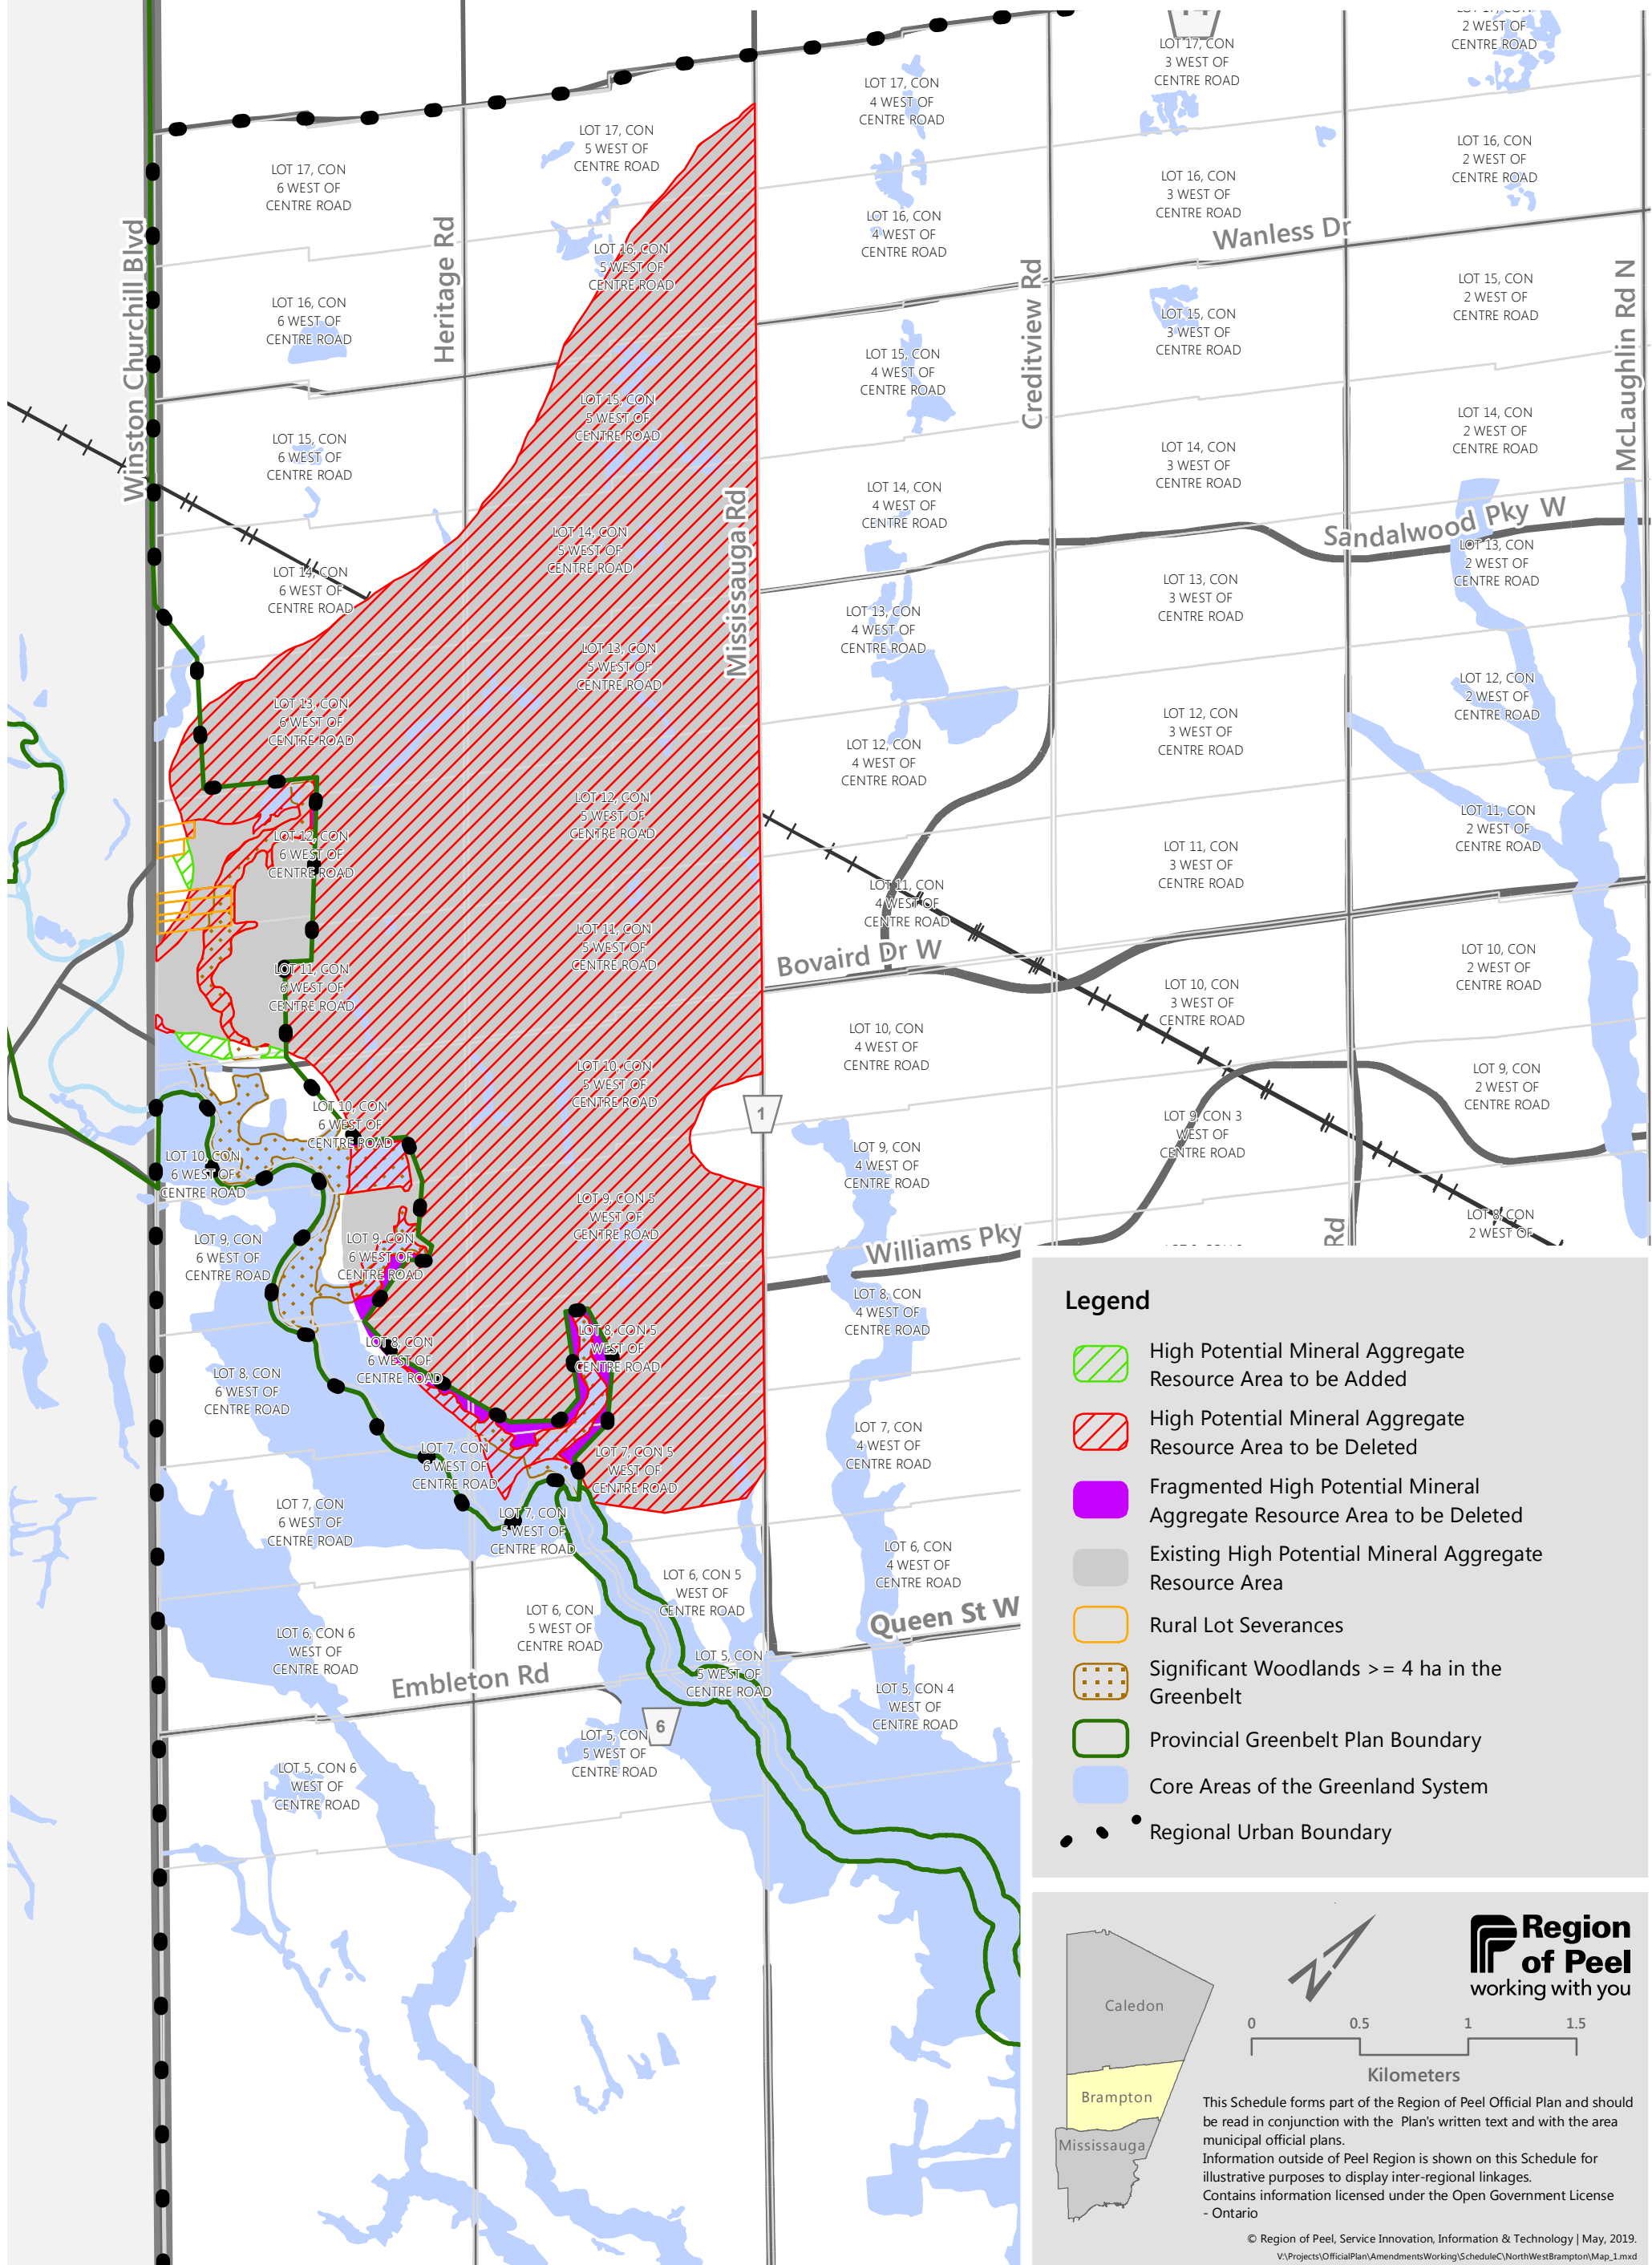 LOT 17, CON
3 WEST OF
CENTRE ROAD
2 WEST OF
CENTRE ROAD
LOT 17, CON
4 WEST OF
CENTRE ROAD
LOT 17, CON
5 WEST OF
CENTRE ROAD
LOT 17, CON
6 WEST OF
CENTRE ROAD
LOT 16, CON
2 WEST OF
CENTRE ROAD
LOT 16, CON
3 WEST OF
CENTRE ROAD
LOT 16, CON
4 WEST OF
CENTRE ROAD
LOT 16, CON
5 WEST OF
CENTRE ROAD
LOT 16, CON
6 WEST OF
CENTRE ROAD
Wanless Dr
Winston Churchill Blvd
Heritage Rd
Mississauga Rd
Creditview Rd
McLaughlin Rd N
LOT 15, CON
2 WEST OF
CENTRE ROAD
LOT 15, CON
3 WEST OF
CENTRE ROAD
LOT 15, CON
4 WEST OF
CENTRE ROAD
LOT 15, CON
5 WEST OF
CENTRE ROAD
LOT 15, CON
6 WEST OF
CENTRE ROAD
LOT 14, CON
2 WEST OF
CENTRE ROAD
LOT 14, CON
3 WEST OF
CENTRE ROAD
LOT 14, CON
4 WEST OF
CENTRE ROAD
LOT 14, CON
5 WEST OF
CENTRE ROAD
LOT 14, CON
6 WEST OF
CENTRE ROAD
Sandalwood Pky W
LOT 13, CON
2 WEST OF
CENTRE ROAD
LOT 13, CON
3 WEST OF
CENTRE ROAD
LOT 13, CON
4 WEST OF
CENTRE ROAD
LOT 13, CON
5 WEST OF
CENTRE ROAD
LOT 13, CON
6 WEST OF
CENTRE ROAD
LOT 12, CON
2 WEST OF
CENTRE ROAD
LOT 12, CON
3 WEST OF
CENTRE ROAD
LOT 12, CON
4 WEST OF
CENTRE ROAD
LOT 12, CON
5 WEST OF
CENTRE ROAD
LOT 12, CON
6 WEST OF
CENTRE ROAD
LOT 11, CON
2 WEST OF
CENTRE ROAD
LOT 11, CON
3 WEST OF
CENTRE ROAD
LOT 11, CON
4 WEST OF
CENTRE ROAD
LOT 11, CON
5 WEST OF
CENTRE ROAD
LOT 11, CON
6 WEST OF
CENTRE ROAD
Bovaird Dr W
LOT 10, CON
2 WEST OF
CENTRE ROAD
LOT 10, CON
3 WEST OF
CENTRE ROAD
LOT 10, CON
4 WEST OF
CENTRE ROAD
LOT 10, CON
5 WEST OF
CENTRE ROAD
LOT 10, CON
6 WEST OF
CENTRE ROAD
LOT 10, CON
6 WEST OF
CENTRE ROAD
1
LOT 9, CON
2 WEST OF
CENTRE ROAD
LOT 9, CON 3
WEST OF
CENTRE ROAD
LOT 9, CON
4 WEST OF
CENTRE ROAD
LOT 9, CON 5
WEST OF
CENTRE ROAD
LOT 9, CON
6 WEST OF
CENTRE ROAD
LOT 9, CON
6 WEST OF
CENTRE ROAD
LOT 8, CON
2 WEST OF
Rd
Williams Pky
LOT 8, CON
4 WEST OF
CENTRE ROAD
LOT 8, CON 5
WEST OF
CENTRE ROAD
LOT 8, CON
6 WEST OF
CENTRE ROAD
LOT 8, CON
6 WEST OF
CENTRE ROAD
LOT 7, CON
4 WEST OF
CENTRE ROAD
LOT 7, CON 5
WEST OF
CENTRE ROAD
LOT 7, CON
6 WEST OF
CENTRE ROAD
LOT 7, CON
6 WEST OF
CENTRE ROAD
LOT 7, CON
5 WEST OF
CENTRE ROAD
LOT 6, CON
4 WEST OF
CENTRE ROAD
LOT 6, CON 5
WEST OF
CENTRE ROAD
LOT 6, CON
5 WEST OF
CENTRE ROAD
LOT 6, CON 6
WEST OF
CENTRE ROAD
Queen St W
Embleton Rd
LOT 5, CON
5 WEST OF
CENTRE ROAD
LOT 5, CON 4
WEST OF
CENTRE ROAD
6
LOT 5, CON
5 WEST OF
CENTRE ROAD
LOT 5, CON 6
WEST OF
CENTRE ROAD
Legend
High Potential Mineral Aggregate
Resource Area to be Added
High Potential Mineral Aggregate
Resource Area to be Deleted
Fragmented High Potential Mineral
Aggregate Resource Area to be Deleted
Existing High Potential Mineral Aggregate
Resource Area
Rural Lot Severances
Significant Woodlands >= 4 ha in the
Greenbelt
Provincial Greenbelt Plan Boundary
Core Areas of the Greenland System
Regional Urban Boundary
Caledon
Brampton
Mississauga
N
Region
of Peel
working with you
0 0.5 1 1.5
Kilometers
This Schedule forms part of the Region of Peel Official Plan and should
be read in conjunction with the Plan's written text and with the area
municipal official plans.
Information outside of Peel Region is shown on this Schedule for
illustrative purposes to display inter-regional linkages.
Contains information licensed under the Open Government License
- Ontario
© Region of Peel, Service Innovation, Information & Technology | May, 2019.
V:\Projects\OfficialPlan\AmendmentsWorking\ScheduleC\NorthWestBrampton\Map_1.mxd